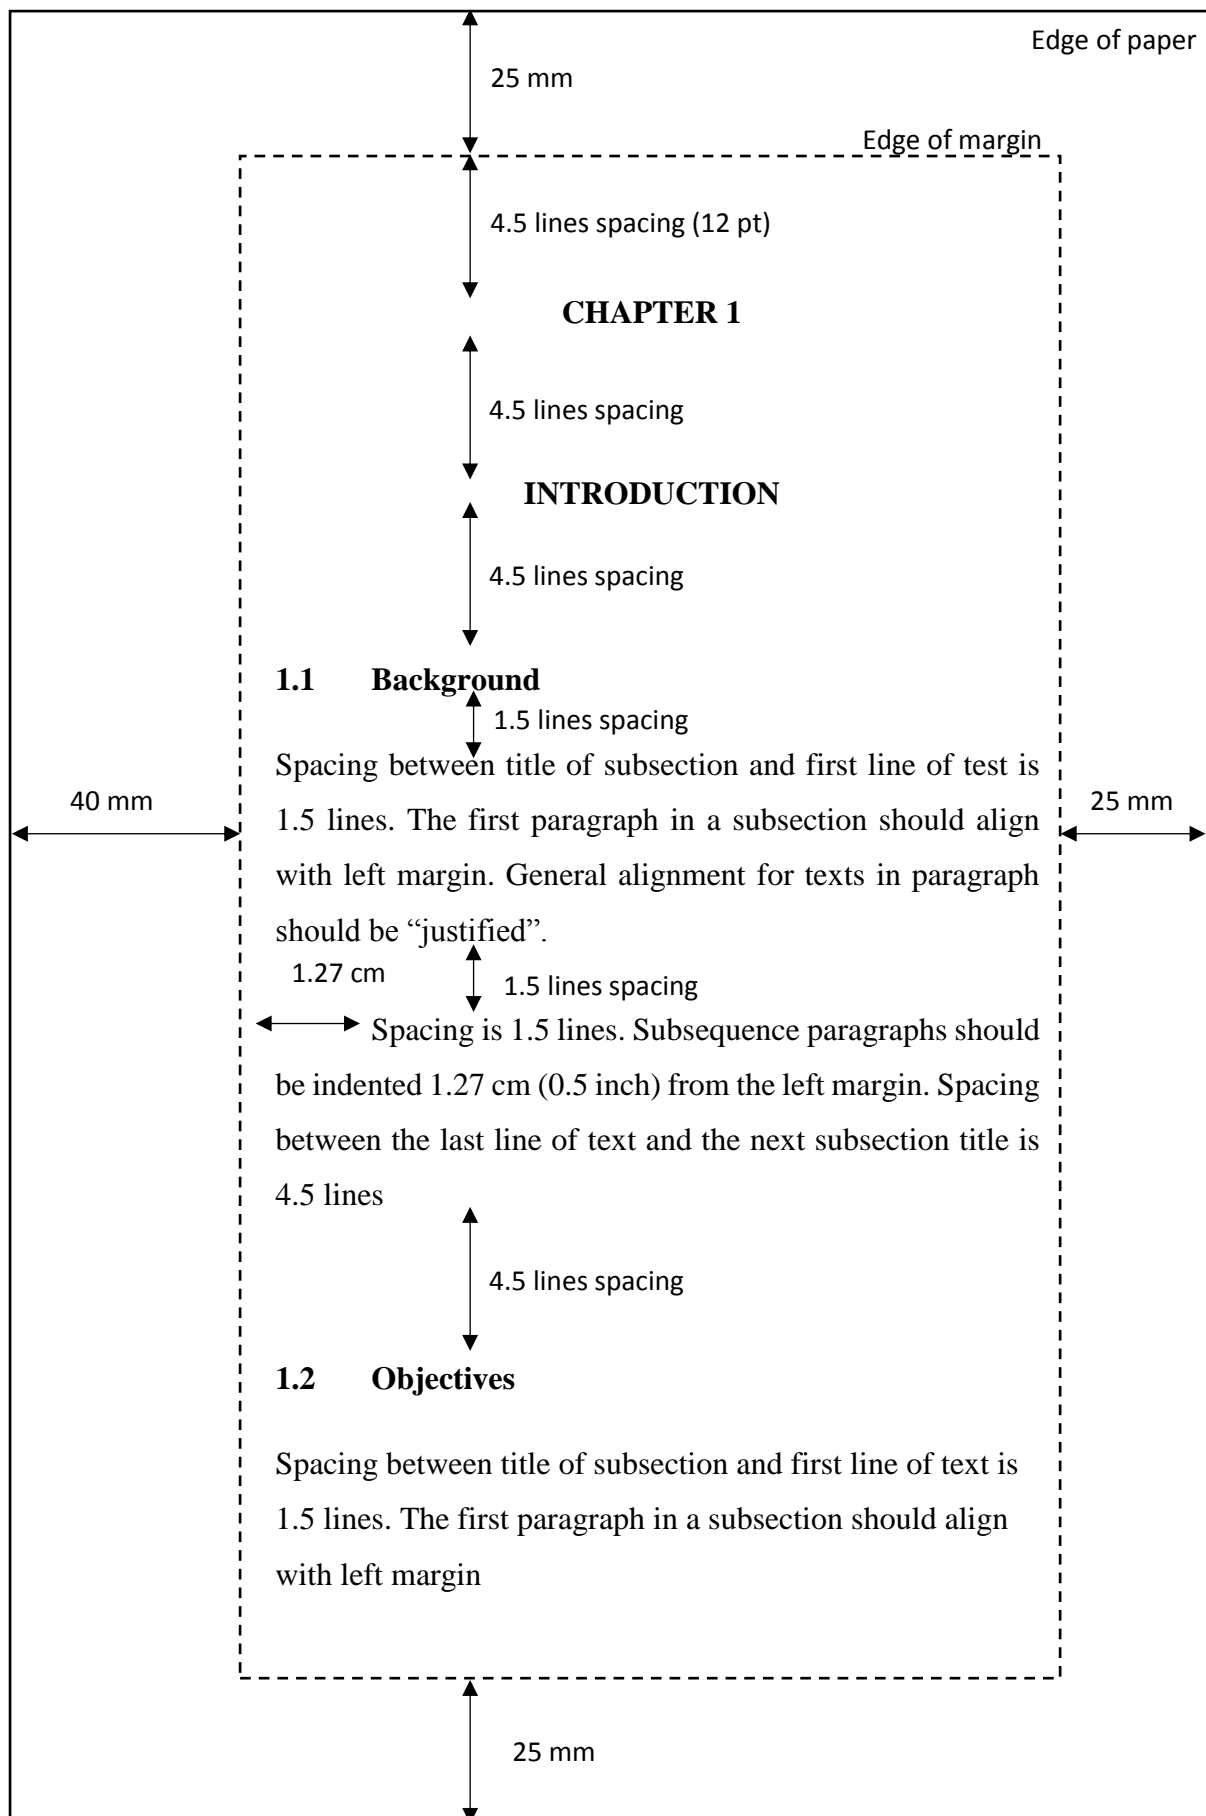 Edge of paper
25 mm
Edge of margin
4.5 lines spacing (12 pt)
CHAPTER 1
4.5 lines spacing
INTRODUCTION
4.5 lines spacing
1.1 Background
1.5 lines spacing
Spacing between title of subsection and first line of test is
40 mm
25 mm
1.5 lines. The first paragraph in a subsection should align
with left margin. General alignment for texts in paragraph
should be “justified”.
1.27 cm
1.5 lines spacing
Spacing is 1.5 lines. Subsequence paragraphs should
be indented 1.27 cm (0.5 inch) from the left margin. Spacing
between the last line of text and the next subsection title is
4.5 lines
4.5 lines spacing
1.2 Objectives
Spacing between title of subsection and first line of text is
1.5 lines. The first paragraph in a subsection should align
with left margin
25 mm